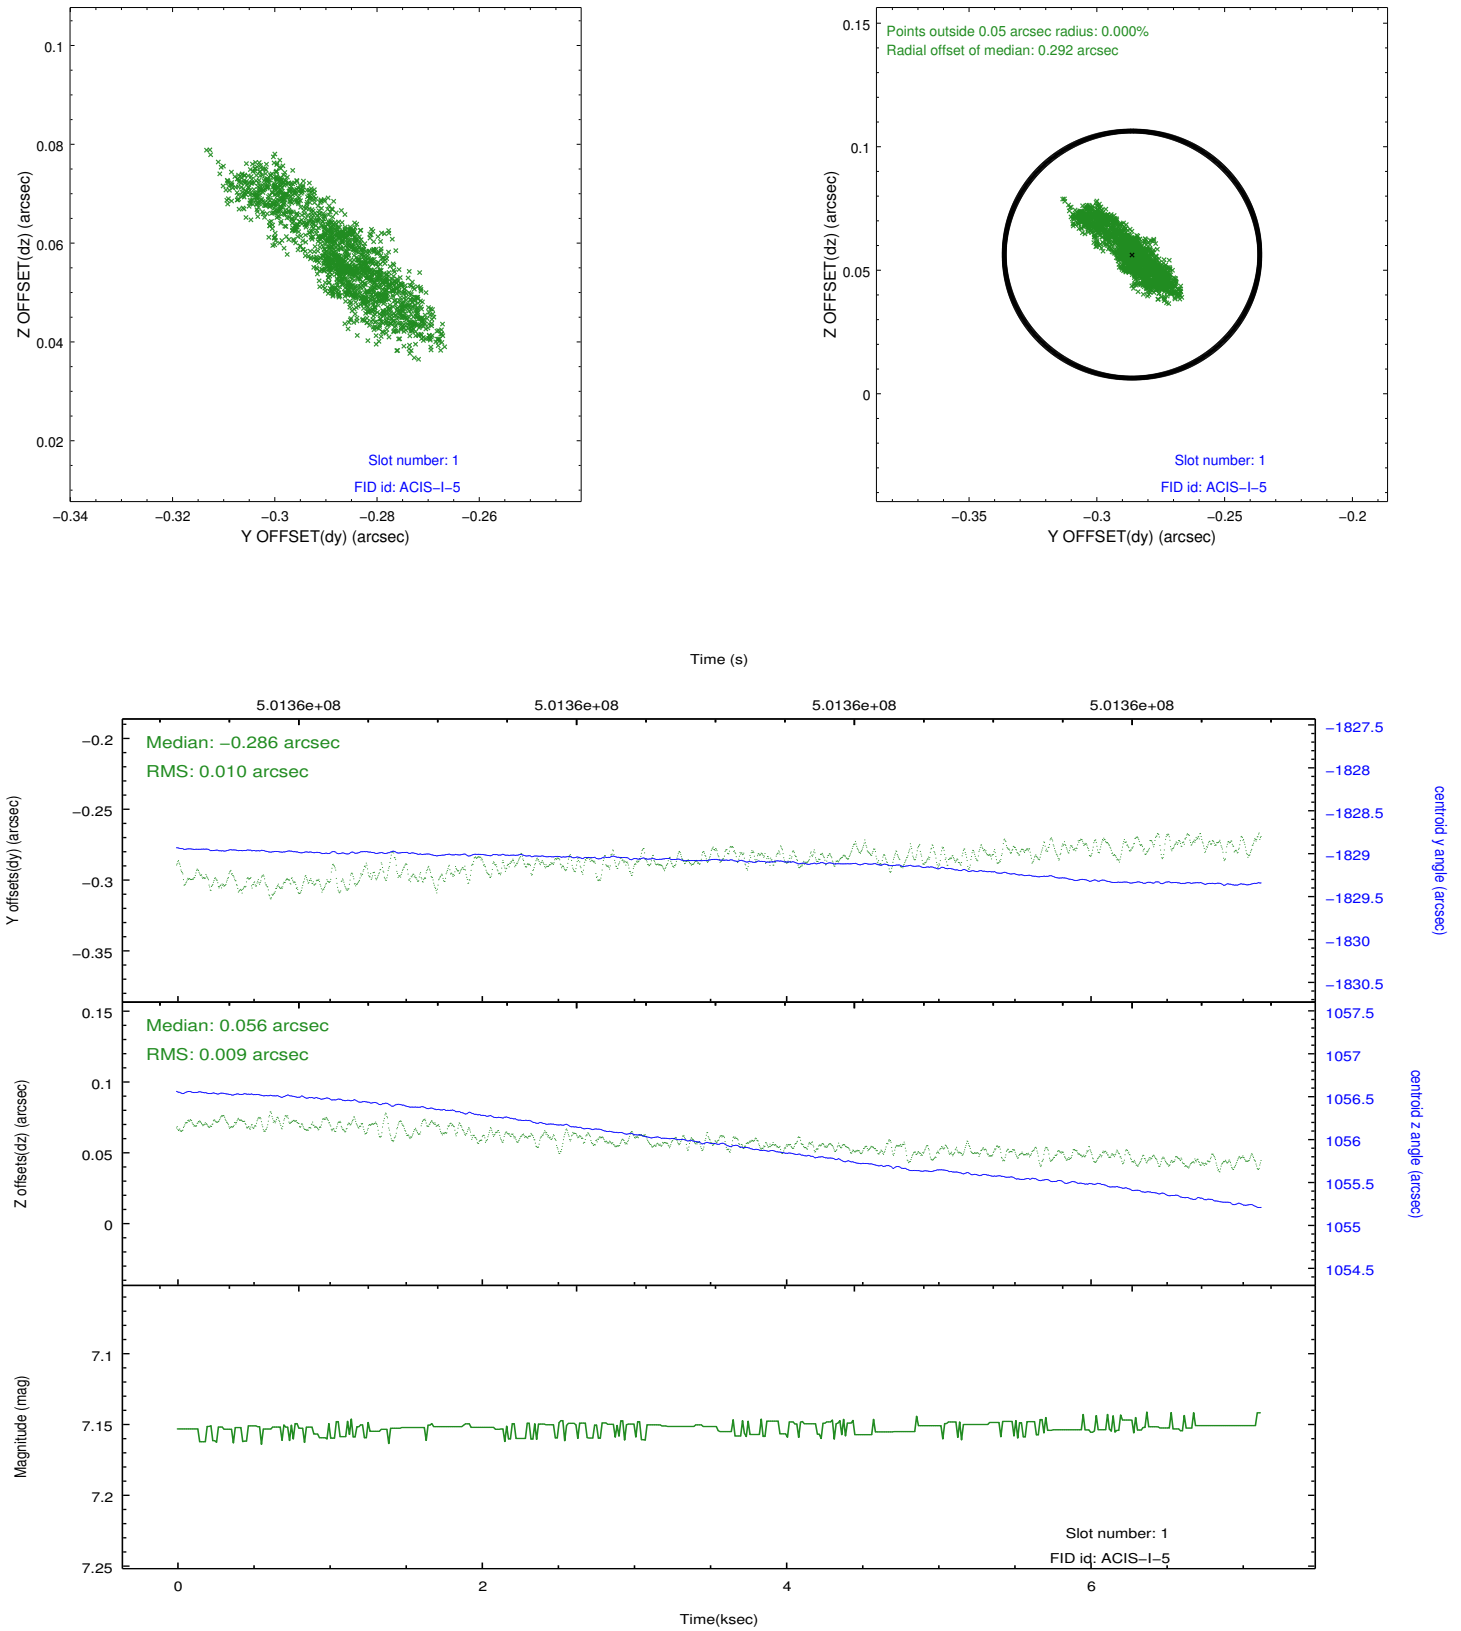 0.1
0.08
0.06
0.04
0.02
Z OFFSET(dz) (arcsec)
Slot number: 1
FID id: ACIS−I−5
−0.34 −0.32 −0.3 −0.28 −0.26
Y OFFSET(dy) (arcsec)
Points outside 0.05 arcsec radius: 0.000%
Radial offset of median: 0.292 arcsec
0.15
0.1
0.05
0
Z OFFSET(dz) (arcsec)
Slot number: 1
FID id: ACIS−I−5
−0.35 −0.3 −0.25 −0.2
Y OFFSET(dy) (arcsec)
Time (s)
5.0136e+08 5.0136e+08 5.0136e+08 5.0136e+08
Median: −0.286 arcsec
RMS: 0.010 arcsec
−0.2
−0.25
−0.3
−0.35
Y offsets(dy) (arcsec)
−1827.5
−1828
−1828.5
−1829
−1829.5
−1830
−1830.5
centroid y angle (arcsec)
Median: 0.056 arcsec
RMS: 0.009 arcsec
0.15
0.1
0.05
0
Z offsets(dz) (arcsec)
1057.5
1057
1056.5
1056
1055.5
1055
1054.5
centroid z angle (arcsec)
7.1
7.15
7.2
7.25
Magnitude (mag)
Slot number: 1
FID id: ACIS−I−5
0 2 4 6
Time(ksec)